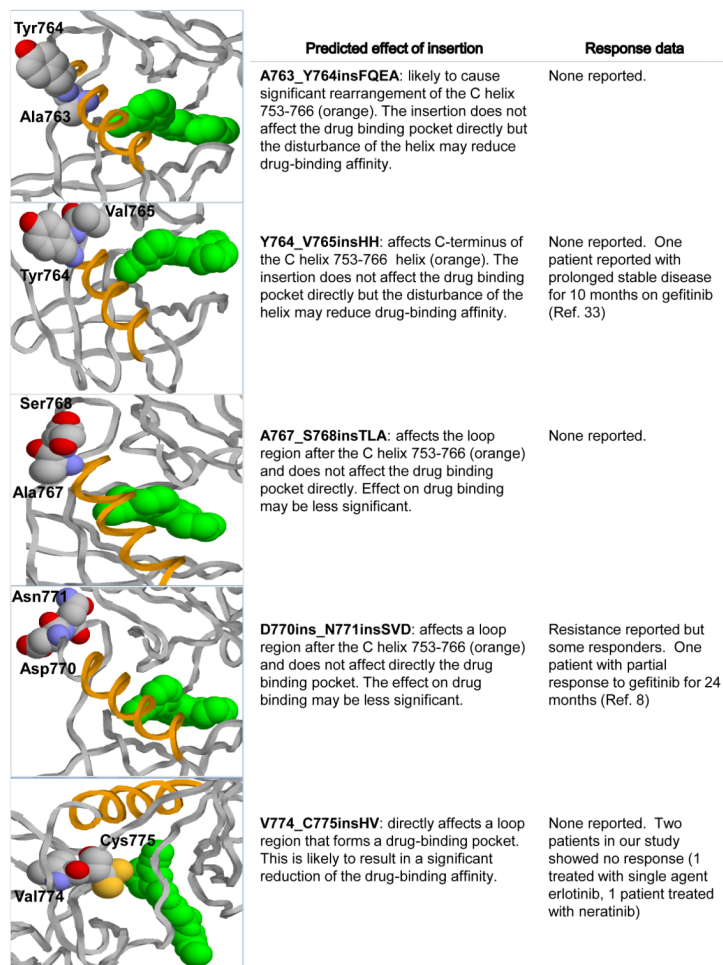 Predicted effect of insertion
Response data
Tyr764
Ala763
A763_Y764insFQEA: likely to cause
significant rearrangement of the C helix
753-766 (orange). The insertion does not
affect the drug binding pocket directly but
the disturbance of the helix may reduce
drug-binding affinity.
None reported.
Val765
Tyr764
Y764_V765insHH: affects C-terminus of
the C helix 753-766 helix (orange). The
insertion does not affect the drug binding
pocket directly but the disturbance of the
helix may reduce drug-binding affinity.
None reported. One
patient reported with
prolonged stable disease
for 10 months on gefitinib
(Ref. 33)
Ser768
Ala767
A767_S768insTLA: affects the loop
region after the C helix 753-766 (orange)
and does not affect the drug binding
pocket directly. Effect on drug binding
may be less significant.
None reported.
Asn771
Asp770
D770ins_N771insSVD: affects a loop
region after the C helix 753-766 (orange)
and does not affect directly the drug
binding pocket. The effect on drug
binding may be less significant.
Resistance reported but
some responders. One
patient with partial
response to gefitinib for 24
months (Ref. 8)
Cys775
Val774
V774_C775insHV: directly affects a loop
region that forms a drug-binding pocket.
This is likely to result in a significant
reduction of the drug-binding affinity.
None reported. Two
patients in our study
showed no response (1
treated with single agent
erlotinib, 1 patient treated
with neratinib)